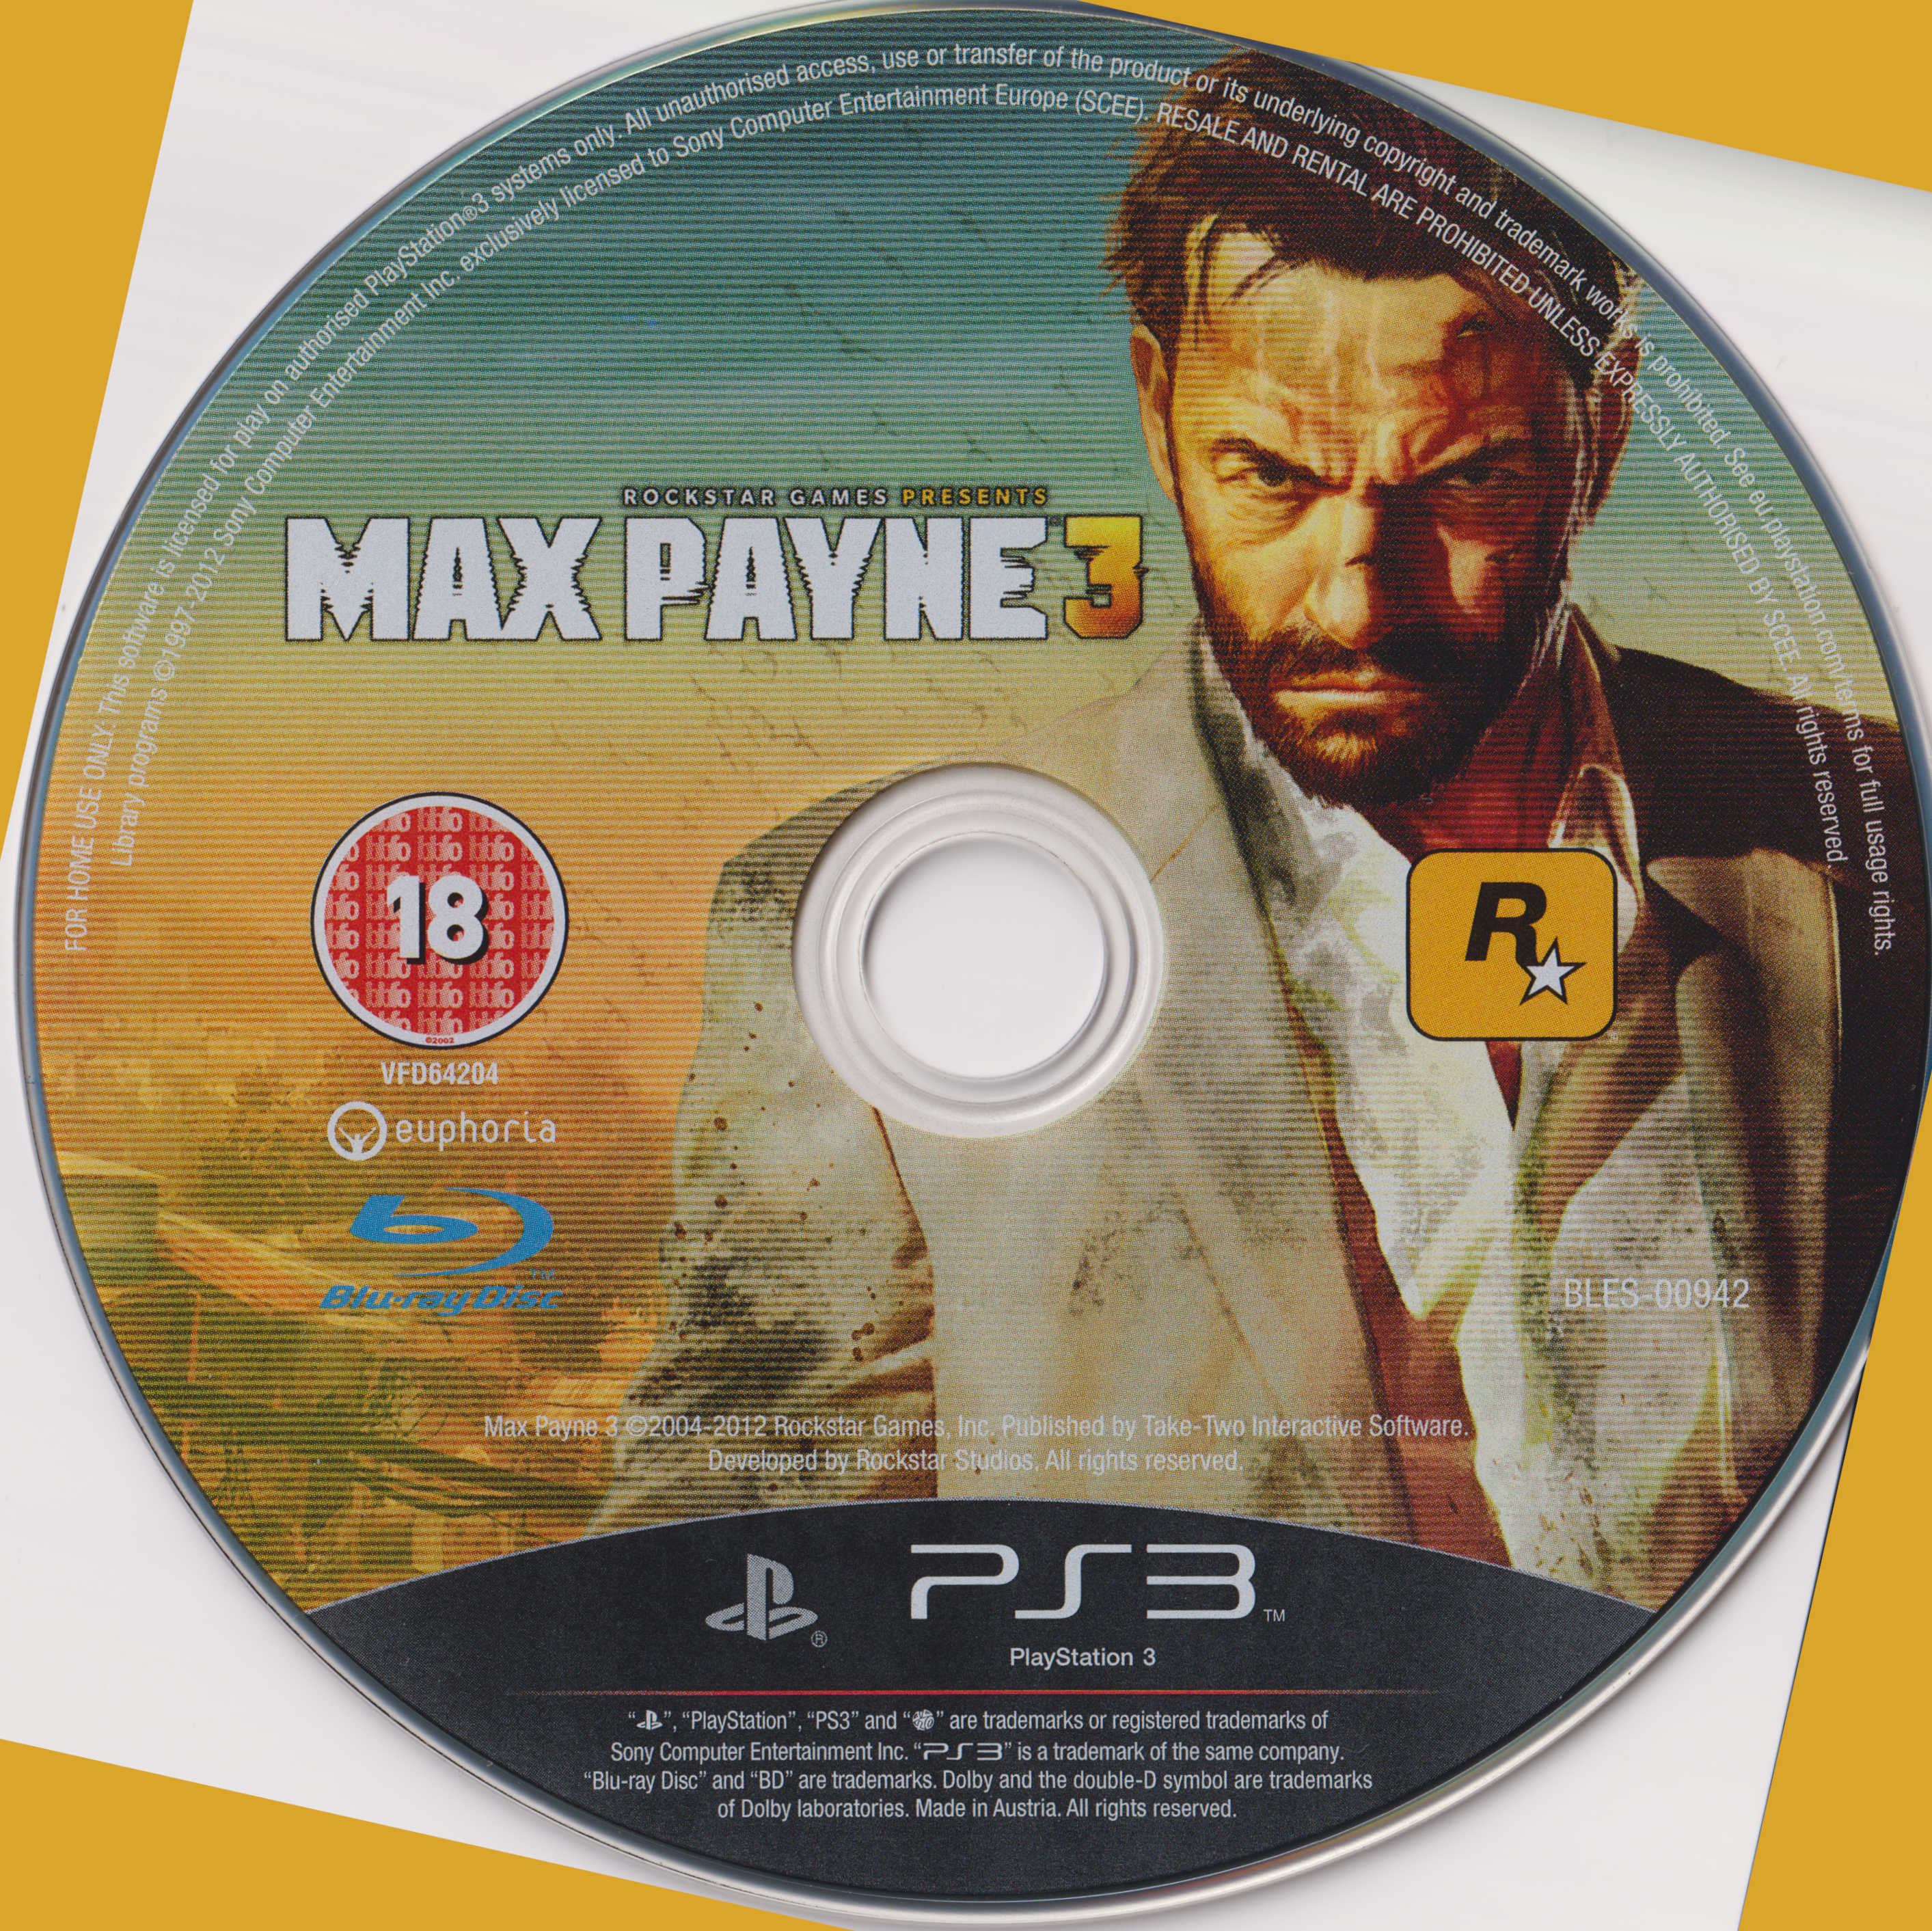 FOR HOME USE ONLY. This software is licensed for play on authorised PlayStation®3 systems only. All unauthorised access, use or transfer of the product or its underlying copyright and trademark works is prohibited. See eu.playstation.com/terms for full usage rights.
Library programs ©1997-2012 Sony Computer Entertainment Inc. exclusively licensed to Sony Computer Entertainment Europe (SCEE). RESALE AND RENTAL ARE PROHIBITED UNLESS EXPRESSLY AUTHORISED BY SCEE. All rights reserved
ROCKSTAR GAMES PRESENTS
MAX PAYNE® 3
bbfc
18
©2002
VFD64204
euphoria
Blu-ray Disc™
R
BLES-00942
Max Payne 3 ©2004-2012 Rockstar Games, Inc. Published by Take-Two Interactive Software.
Developed by Rockstar Studios. All rights reserved.
® PS3™
PlayStation 3
“”, “PlayStation”, “PS3” and “” are trademarks or registered trademarks of
Sony Computer Entertainment Inc. “PS3” is a trademark of the same company.
“Blu-ray Disc” and “BD” are trademarks. Dolby and the double-D symbol are trademarks
of Dolby laboratories. Made in Austria. All rights reserved.